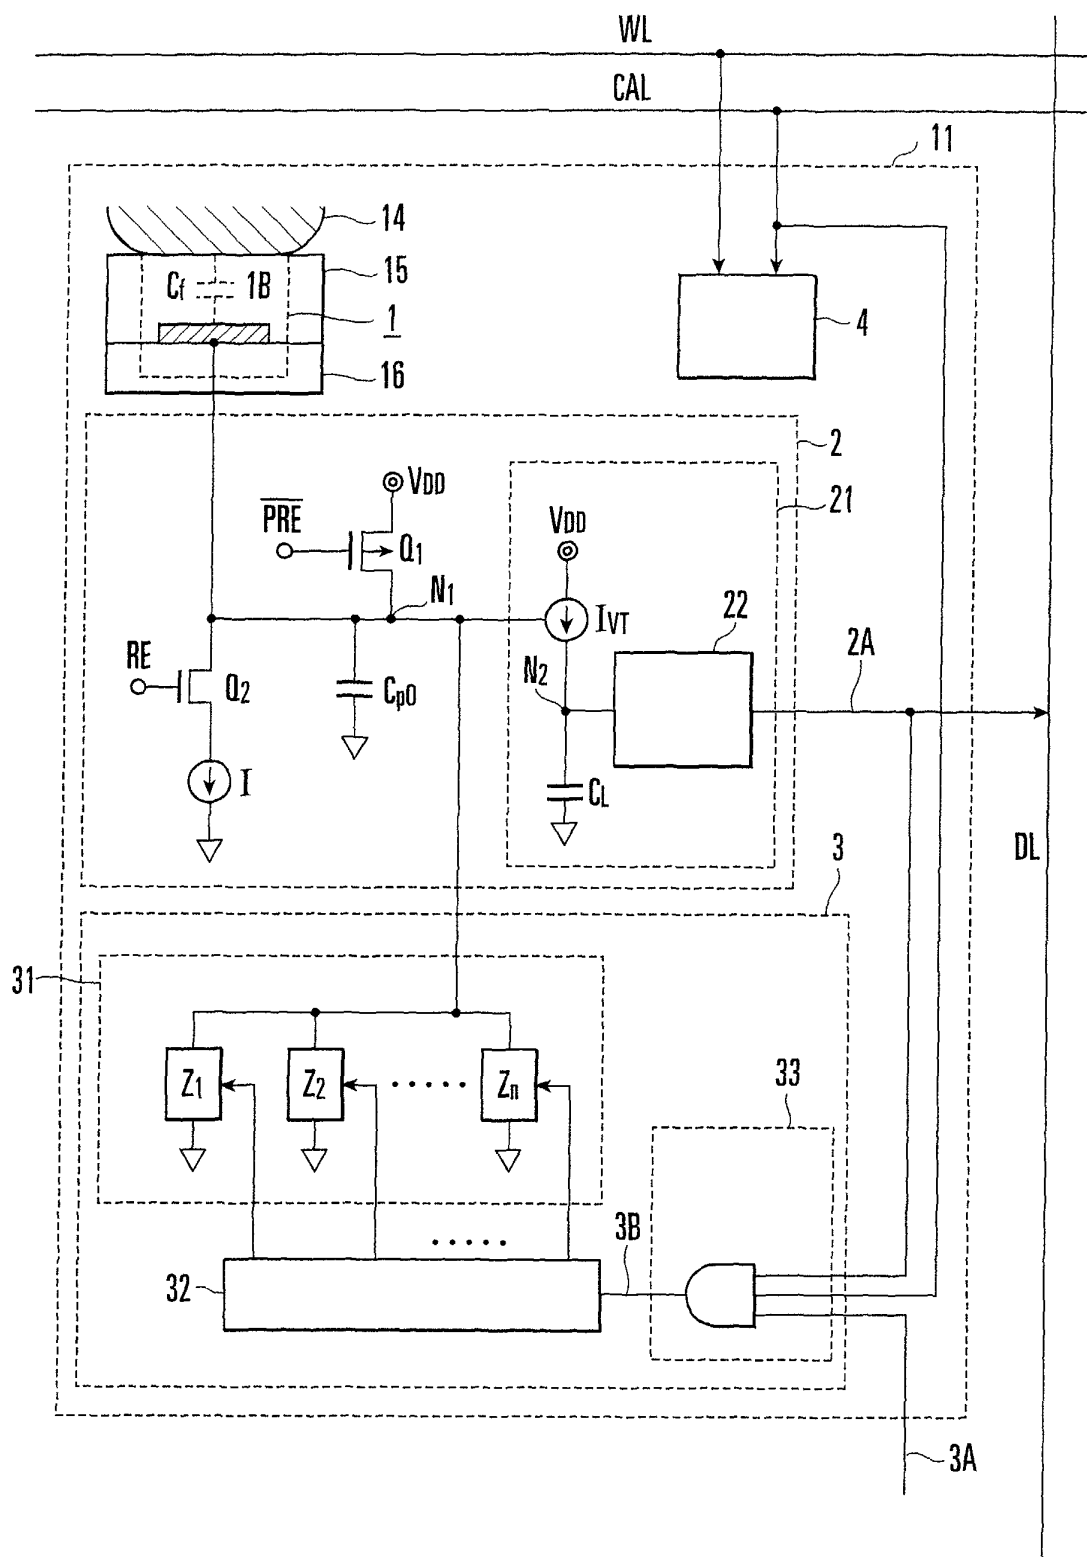 WL
CAL
11
14
15
Cf 1B
1
4
16
2
VDD
21
PRE
Q1
VDD
N1
IVT
22
RE
N2
2A
Q2
Cp0
I
CL
DL
3
31
Z1 Z2 ····· Zn
33
·····
3B
32
3A